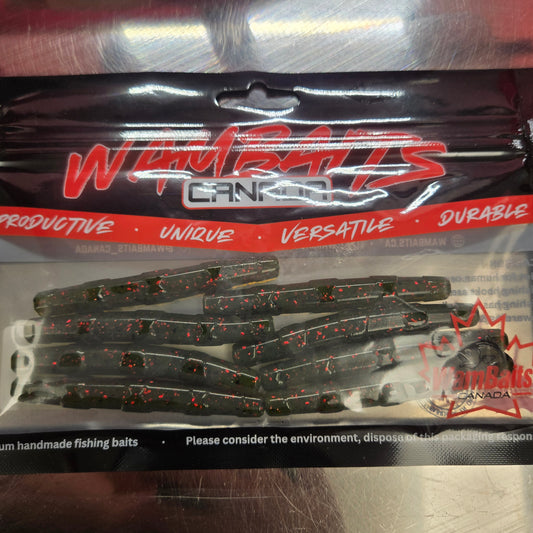 WAMBAITS
CANADA
PRODUCTIVE · UNIQUE · VERSATILE · DURABLE
WamBaits
CANADA
um handmade fishing baits • Please consider the environment, dispose of this packaging respon